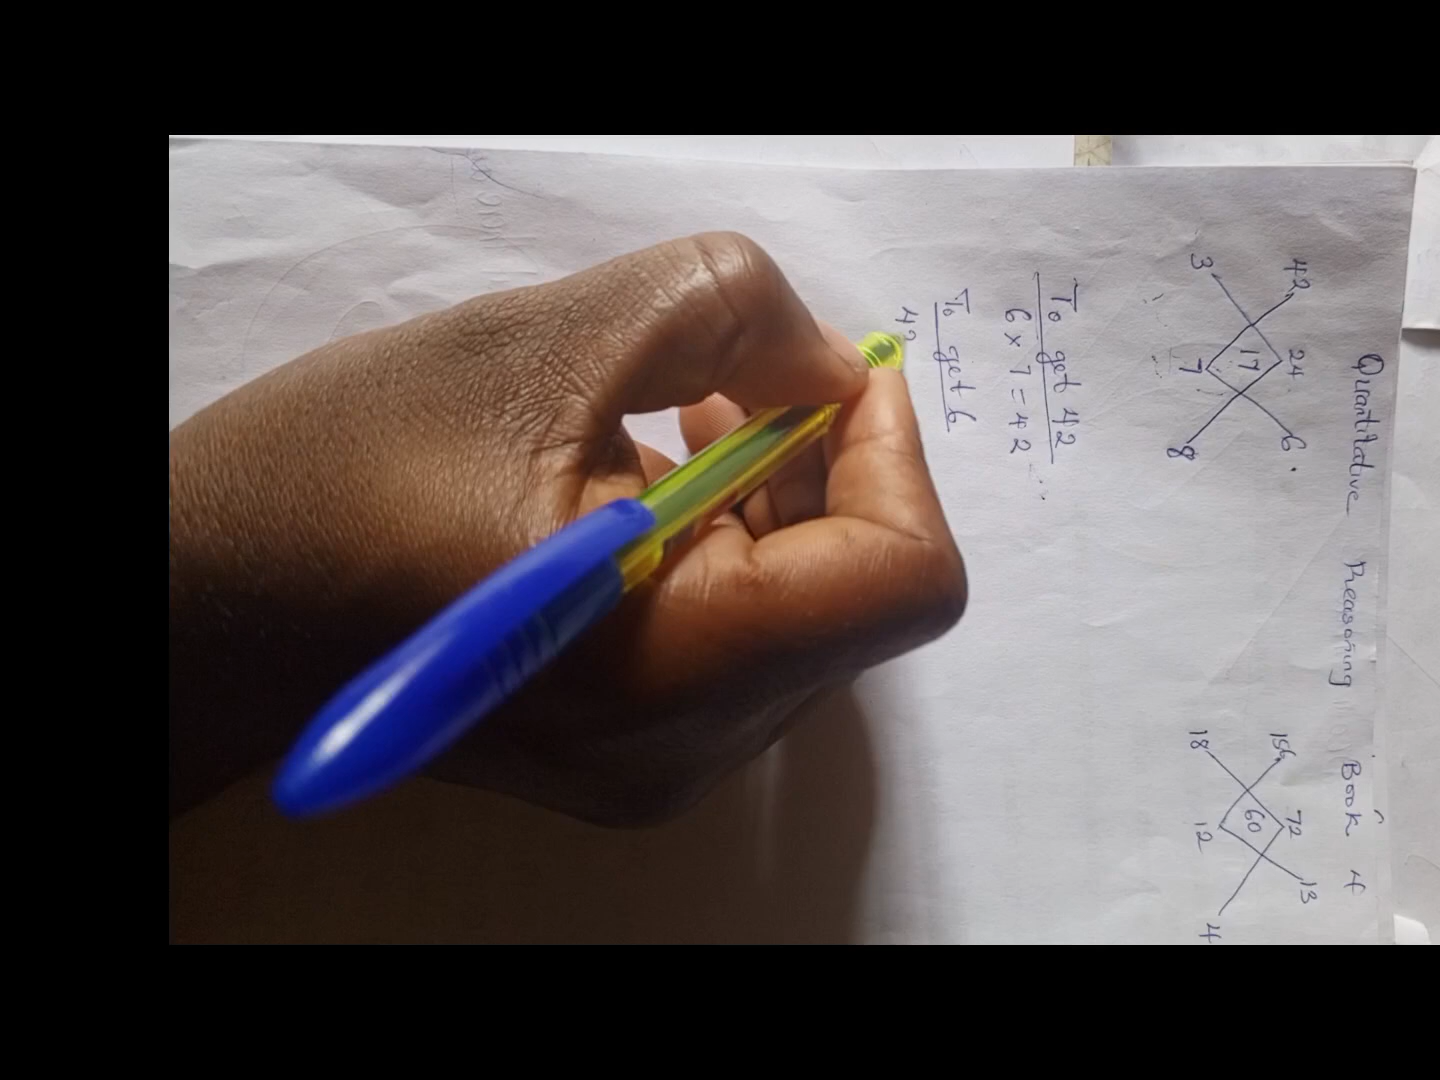 Quantitative Reasoning Book 4
42 24 6
17
3 7 8
156 72 13
60
18 12 4
To get 42
6 x 7 = 42
To get 6
42